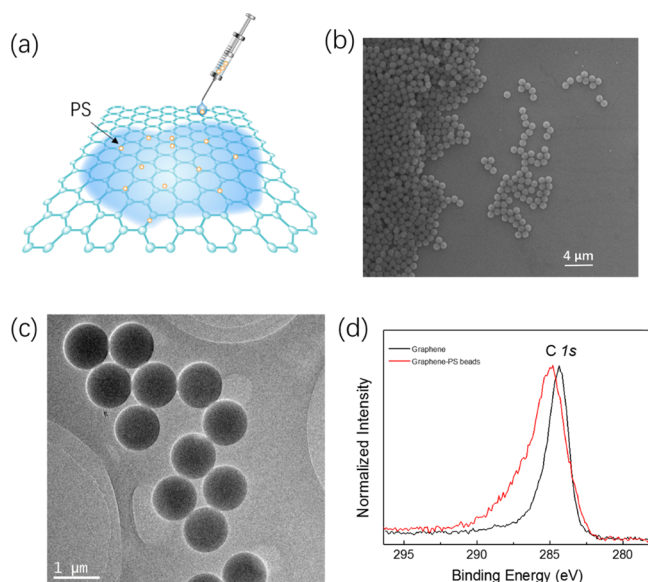 (a)
PS
(b)
4 μm
(c)
1 μm
(d)
Graphene
Graphene-PS beads
C 1s
Normalized Intensity
295 290 285 280
Binding Energy (eV)